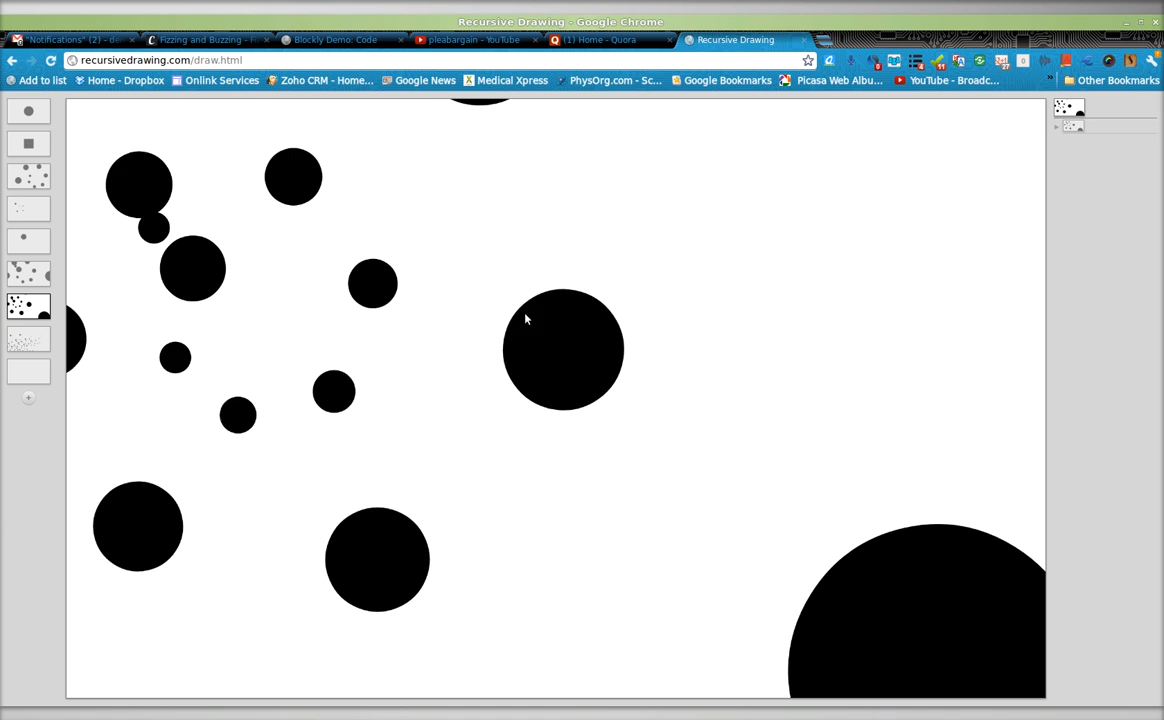 Recursive Drawing - Google Chrome
"Notifications" (2) - de
Fizzing and Buzzing - Fi
Blockly Demo: Code
pleabargain - YouTube
(1) Home - Quora
Recursive Drawing
recursivedrawing.com/draw.html
Add to list
Home - Dropbox
Onlink Services
Zoho CRM - Home...
Google News
Medical Xpress
PhysOrg.com - Sc...
Google Bookmarks
Picasa Web Albu...
YouTube - Broadc...
»
Other Bookmarks
+